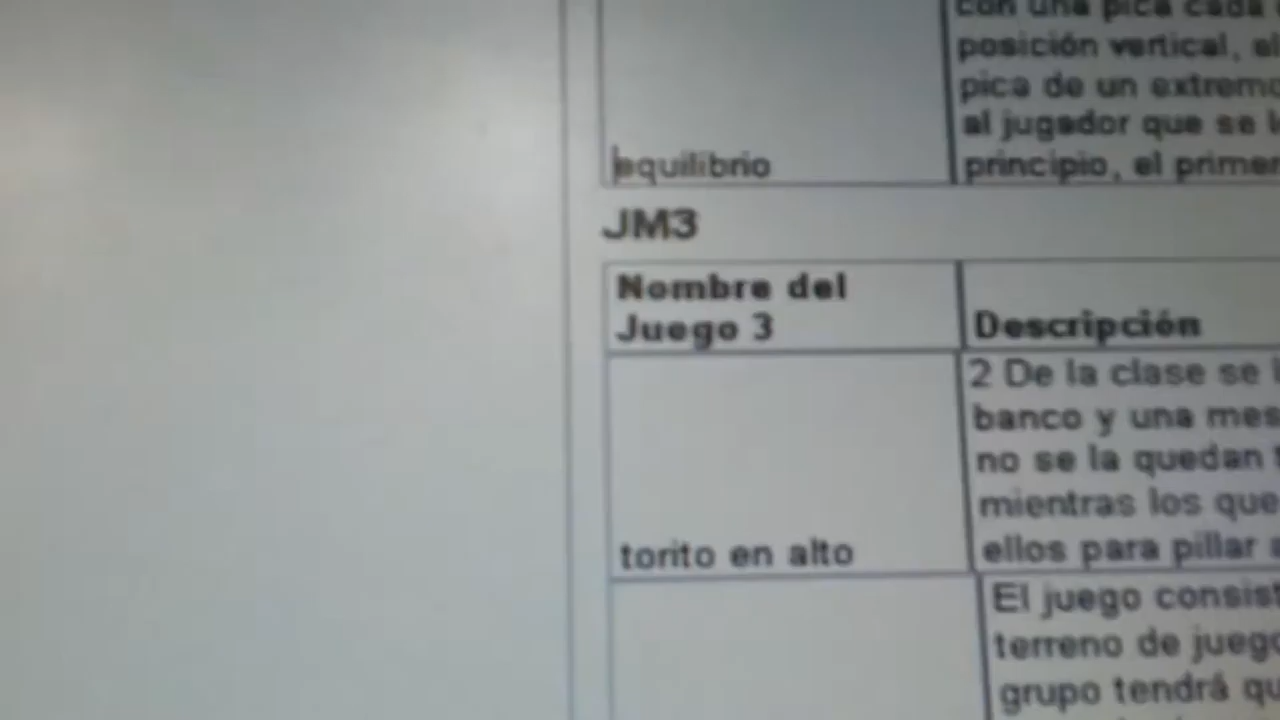 con una pica cada
posición vertical, el
pica de un extremo
al jugador que se l
equilibrio
principio, el primer
JM3
Nombre del
Juego 3
Descripción
2 De la clase se l
banco y una mes
no se la quedan t
mientras los que
ellos para pillar a
torito en alto
El juego consist
terreno de juego
grupo tendrá qu